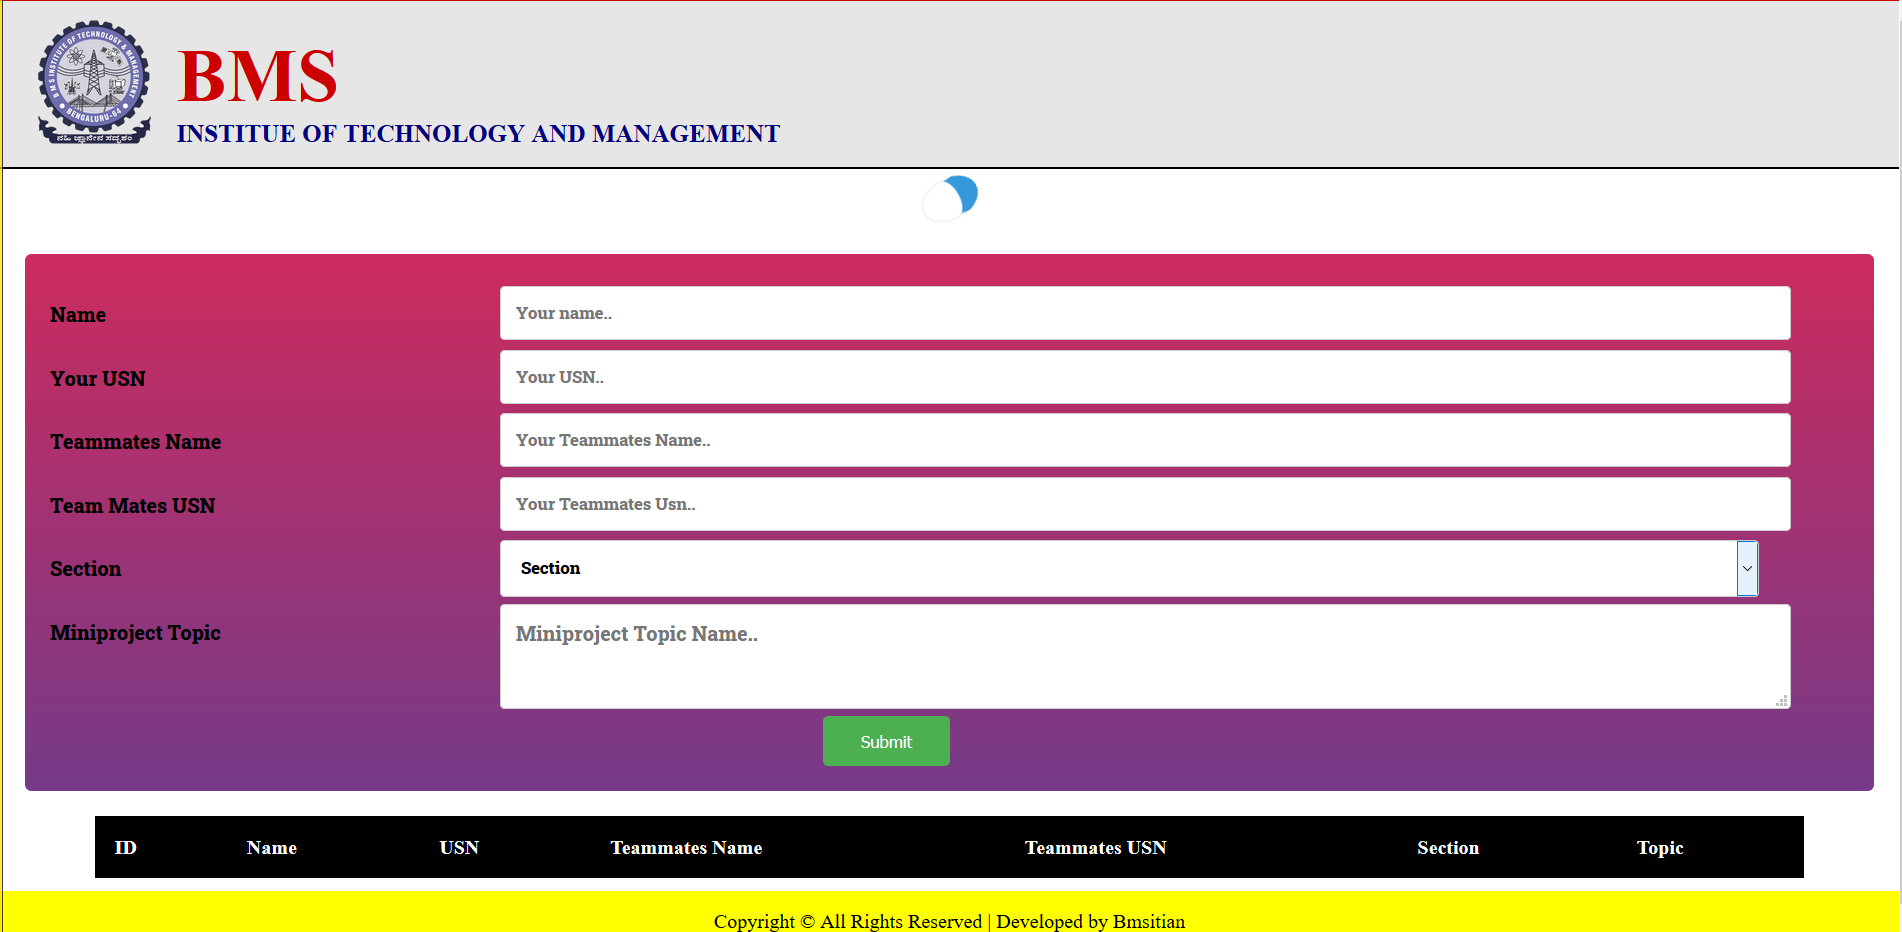 B M S INSTITUTE OF TECHNOLOGY & MANAGEMENT
BENGALURU-64
BMS
INSTITUE OF TECHNOLOGY AND MANAGEMENT
Name
Your name..
Your USN
Your USN..
Teammates Name
Your Teammates Name..
Team Mates USN
Your Teammates Usn..
Section
Section
Miniproject Topic
Miniproject Topic Name..
Submit
ID Name USN Teammates Name Teammates USN Section Topic
Copyright © All Rights Reserved | Developed by Bmsitian